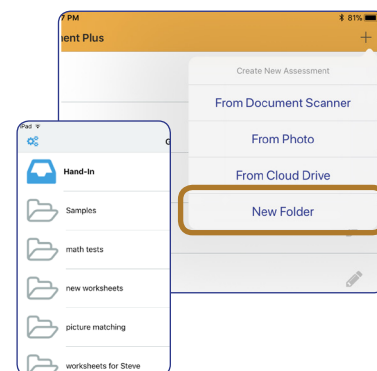 7 PM
81%
ment Plus
+
Create New Assessment
From Document Scanner
From Photo
From Cloud Drive
New Folder
iPad
G
Hand-In
Samples
math tests
new worksheets
picture matching
worksheets for Steve